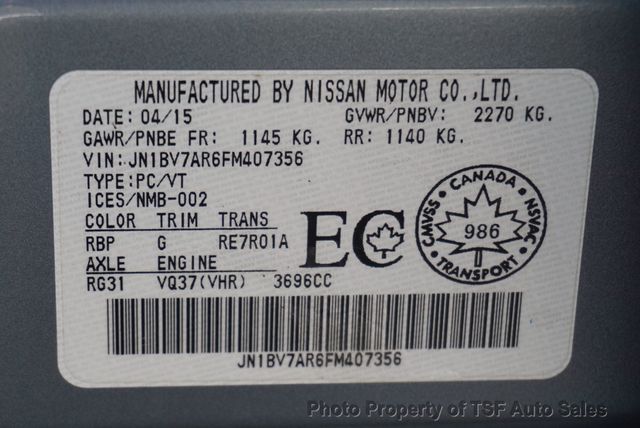 MANUFACTURED BY NISSAN MOTOR CO.,LTD.
DATE: 04/15 GVWR/PNBV: 2270 KG.
GAWR/PNBE FR: 1145 KG. RR: 1140 KG.
VIN: JN1BV7AR6FM407356
TYPE:PC/VT
ICES/NMB-002
COLOR TRIM TRANS
RBP G RE7R01A
AXLE ENGINE
RG31 VQ37(VHR) 3696CC
EC
CANADA
CMVSS 986 NSVAC
TRANSPORT
JN1BV7AR6FM407356
Photo Property of TSF Auto Sales